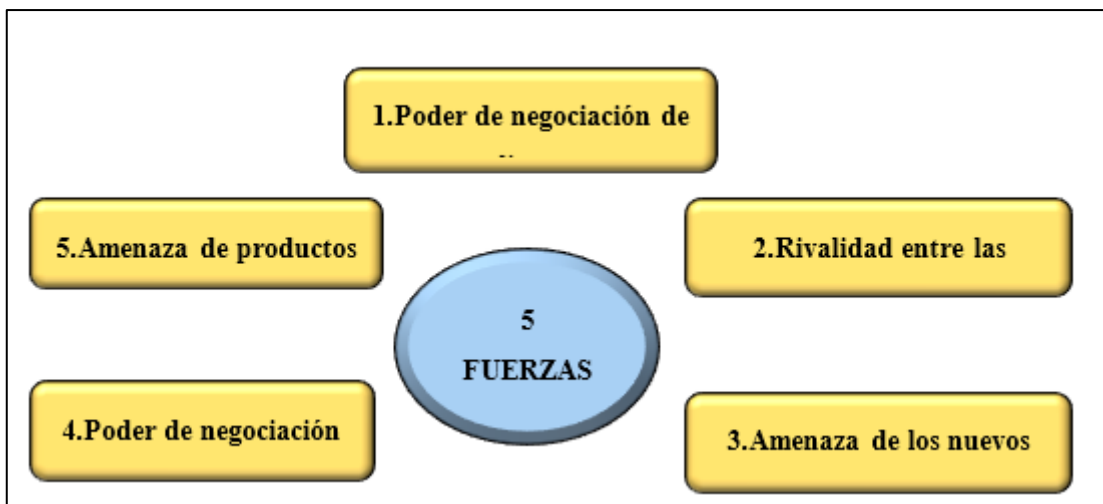 1.Poder de negociación de
5.Amenaza de productos
2.Rivalidad entre las
5
FUERZAS
4.Poder de negociación
3.Amenaza de los nuevos